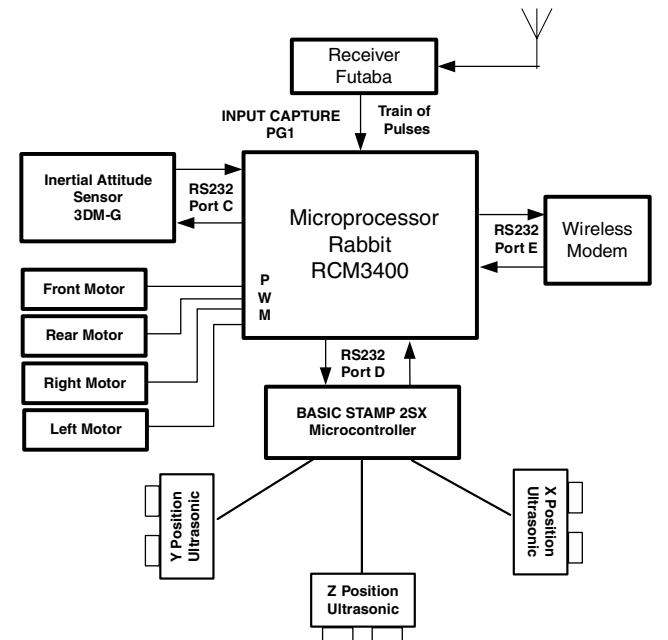 Receiver
Futaba
INPUT CAPTURE
PG1
Train of
Pulses
Inertial Attitude
Sensor
3DM-G
RS232
Port C
Microprocessor
Rabbit
RCM3400
RS232
Port E
Wireless
Modem
P
W
M
Front Motor
Rear Motor
Right Motor
Left Motor
RS232
Port D
BASIC STAMP 2SX
Microcontroller
Y Position
Ultrasonic
X Position
Ultrasonic
Z Position
Ultrasonic